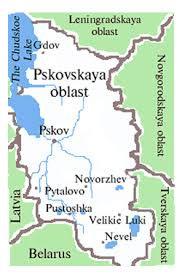 Leningradskaya
oblast
The Chudskoe
Lake
Gdov
Pskovskaya
oblast
Novgorodskaya oblast
Pskov
Novorzhev
Pytalovo
Pustoshka
Velikie Luki
Nevel
Latvia
Tverskaya oblast
Belarus